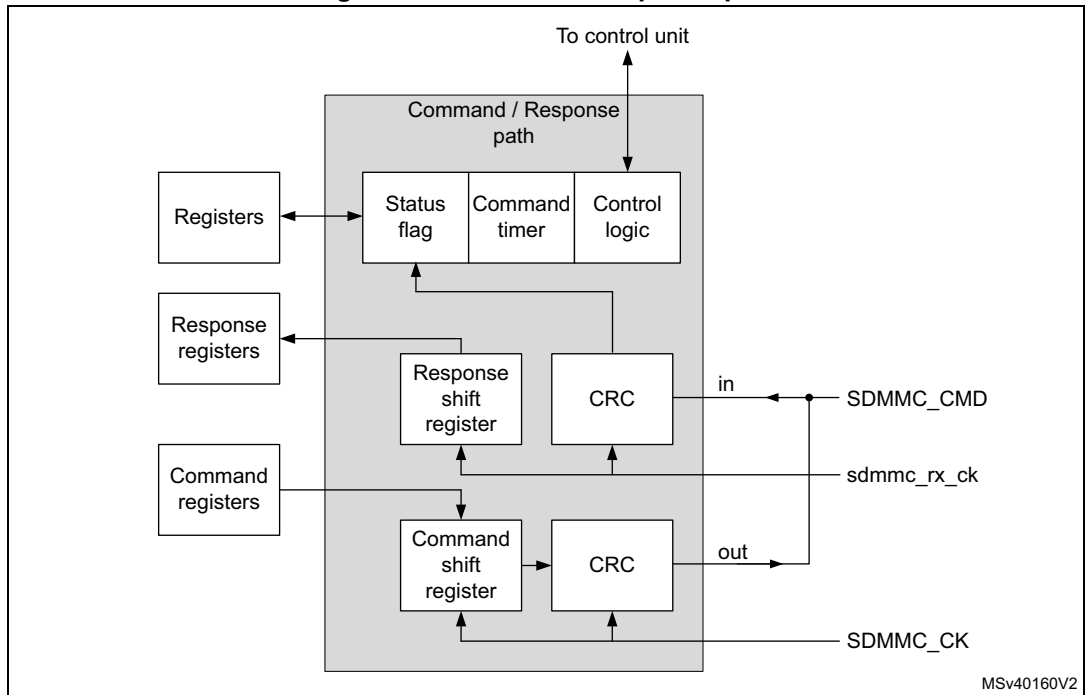 To control unit
Command / Response
path
Registers
Status
flag
Command
timer
Control
logic
Response
registers
Response
shift
register
CRC
in
SDMMC_CMD
Command
registers
sdmmc_rx_ck
Command
shift
register
CRC
out
SDMMC_CK
MSv40160V2